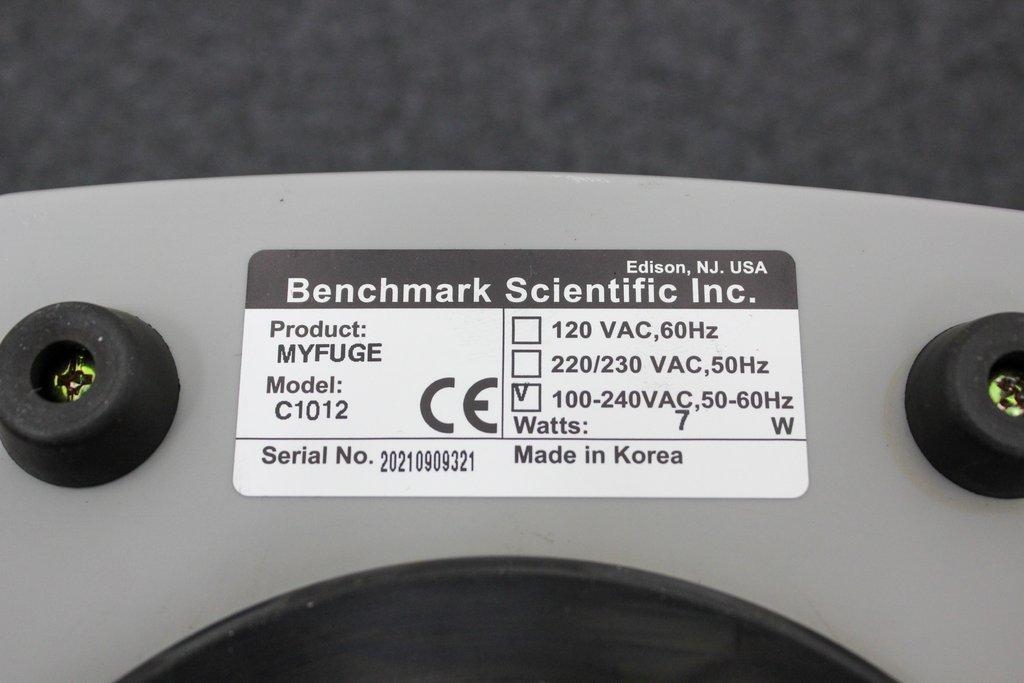 Edison, NJ. USA
Benchmark Scientific Inc.
Product:
MYFUGE
Model:
C1012
CE
120 VAC,60Hz
220/230 VAC,50Hz
V 100-240VAC,50-60Hz
Watts: 7 W
Serial No. 20210909321
Made in Korea